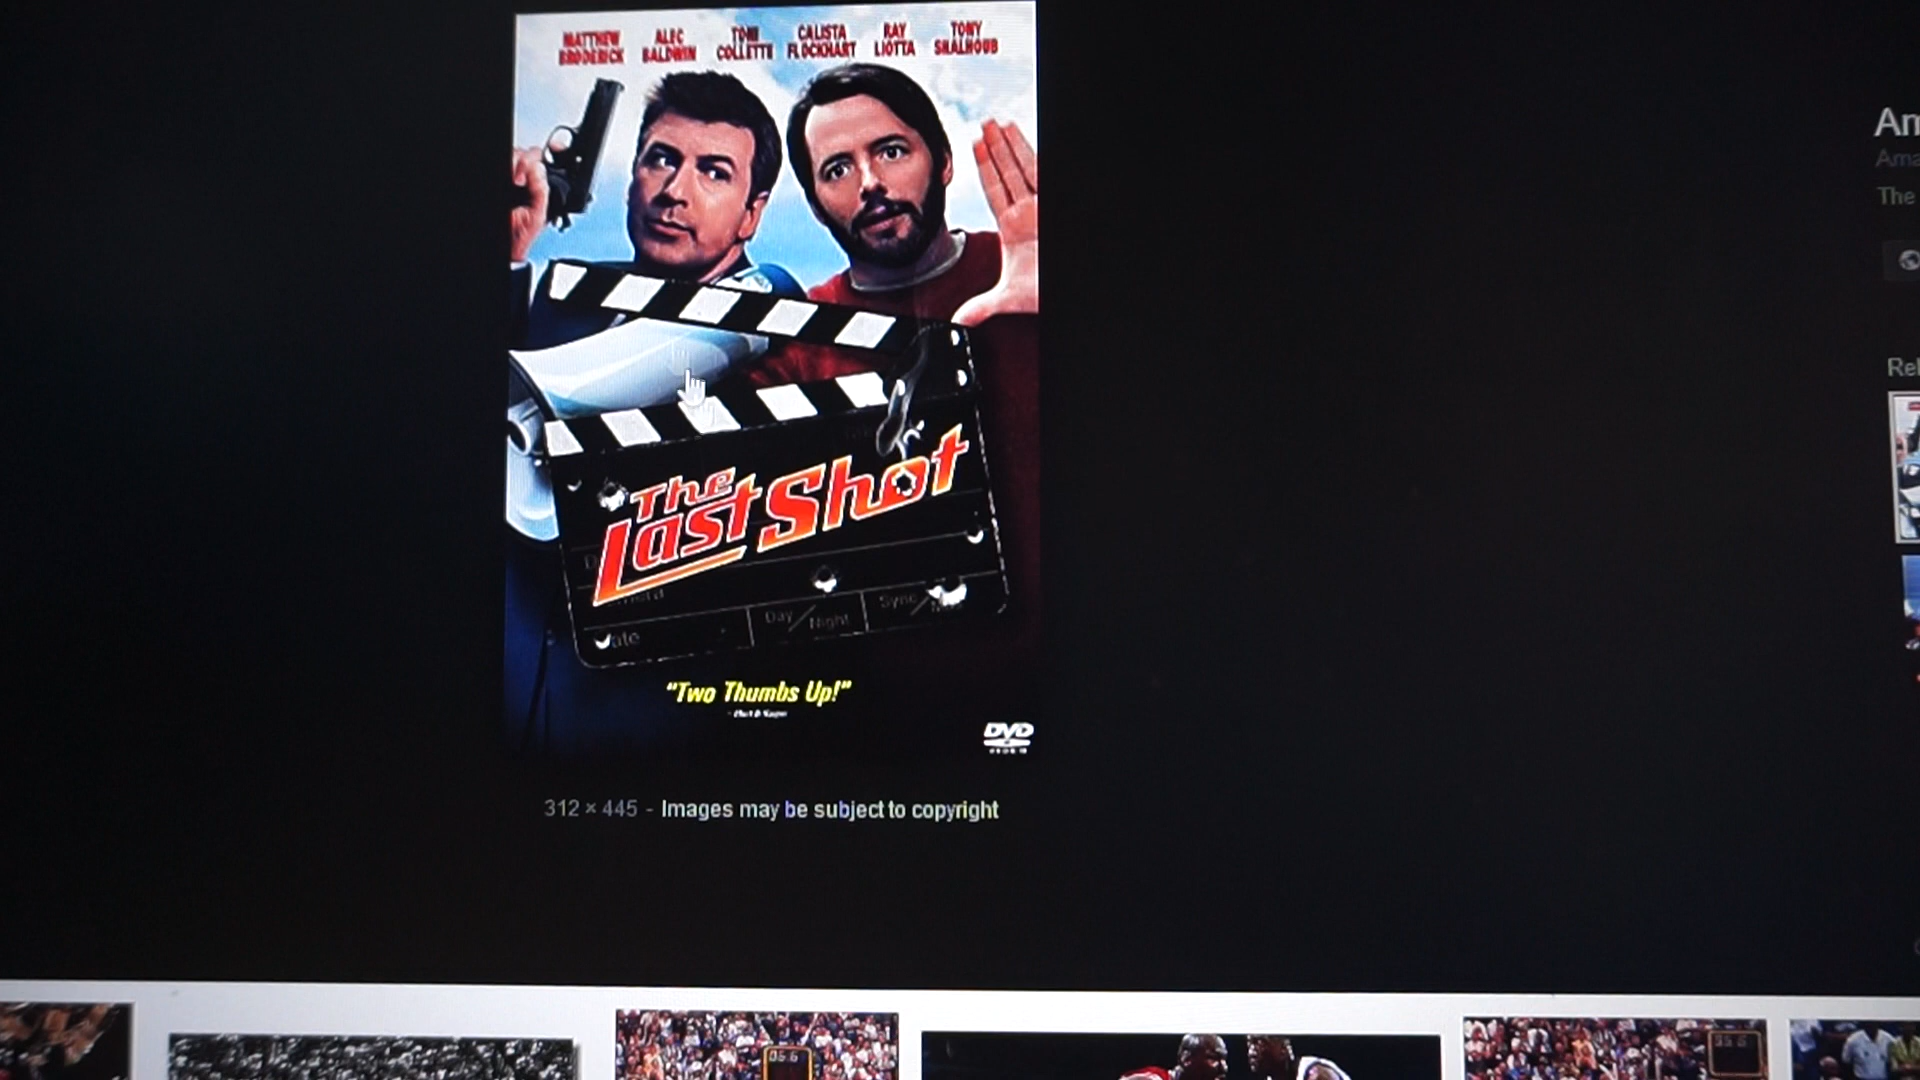 MATTHEW BRODERICK
ALEC BALDWIN
TONI COLLETTE
CALISTA FLOCKHART
RAY LIOTTA
TONY SHALHOUB
The
Last Shot
Day / Night
Sync
"Two Thumbs Up!"
DVD
312 × 445 - Images may be subject to copyright
The